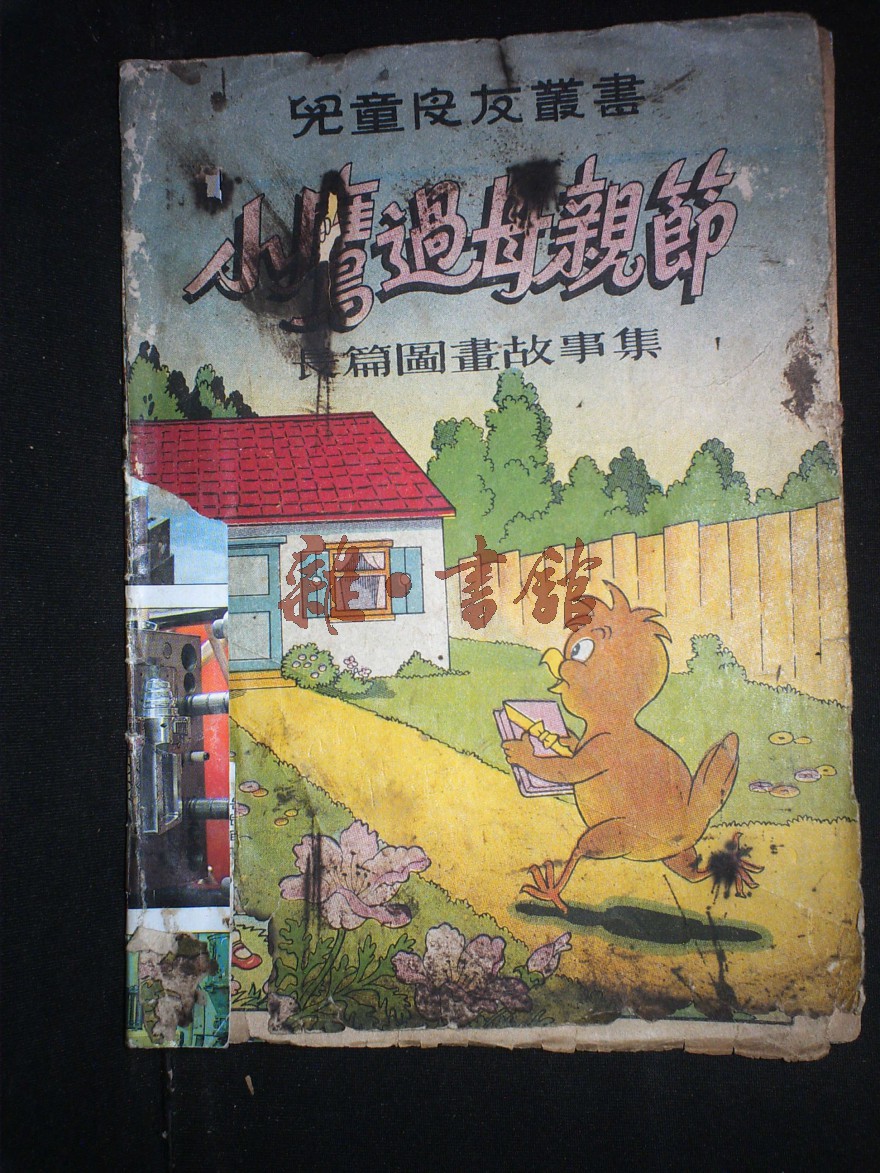 兒童良友叢書
小鷹過母親節
長篇圖畫故事集
雜·書館